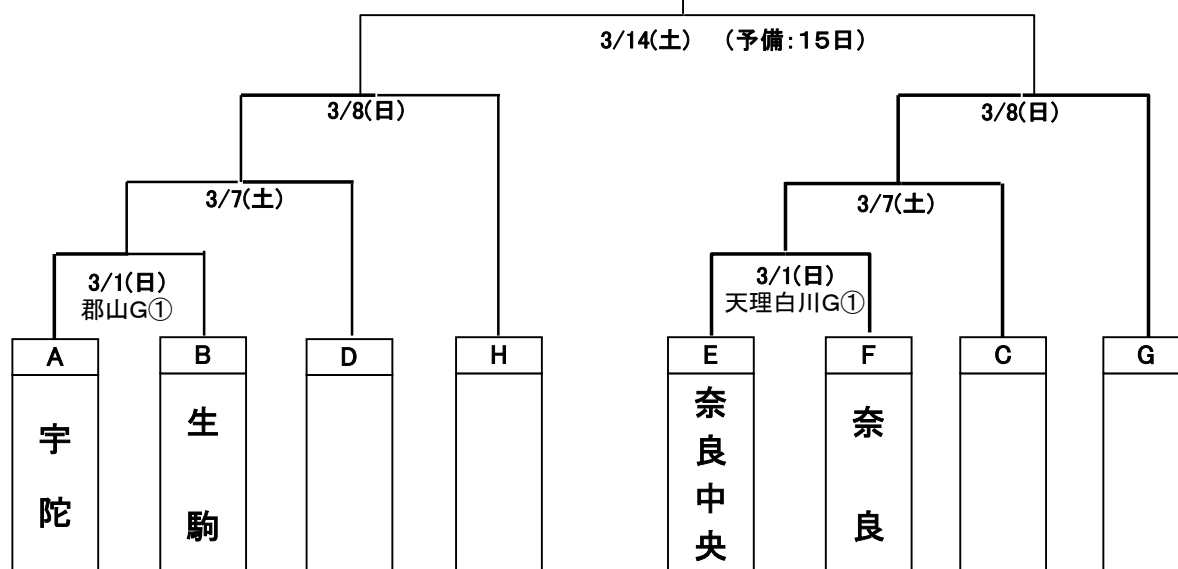 3/14(土) (予備:15日)
3/8(日)
3/8(日)
3/7(土)
3/7(土)
3/1(日)
郡山G①
3/1(日)
天理白川G①
A
B
D
H
E
F
C
G
宇陀
生駒
奈良中央
奈良